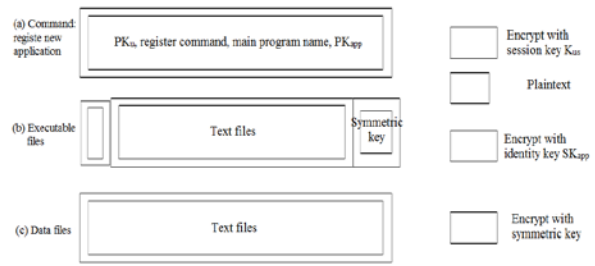 (a) Command:
registe new
application
PKu, register command, main program name, PKapp
(b) Executable
files
Text files
Symmetric
key
(c) Data files
Text files
Encrypt with
session key Kus
Plaintext
Encrypt with
identity key SKapp
Encrypt with
symmetric key